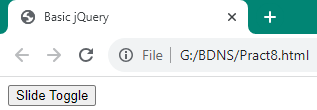 Basic jQuery
File G:/BDNS/Pract8.html
Slide Toggle